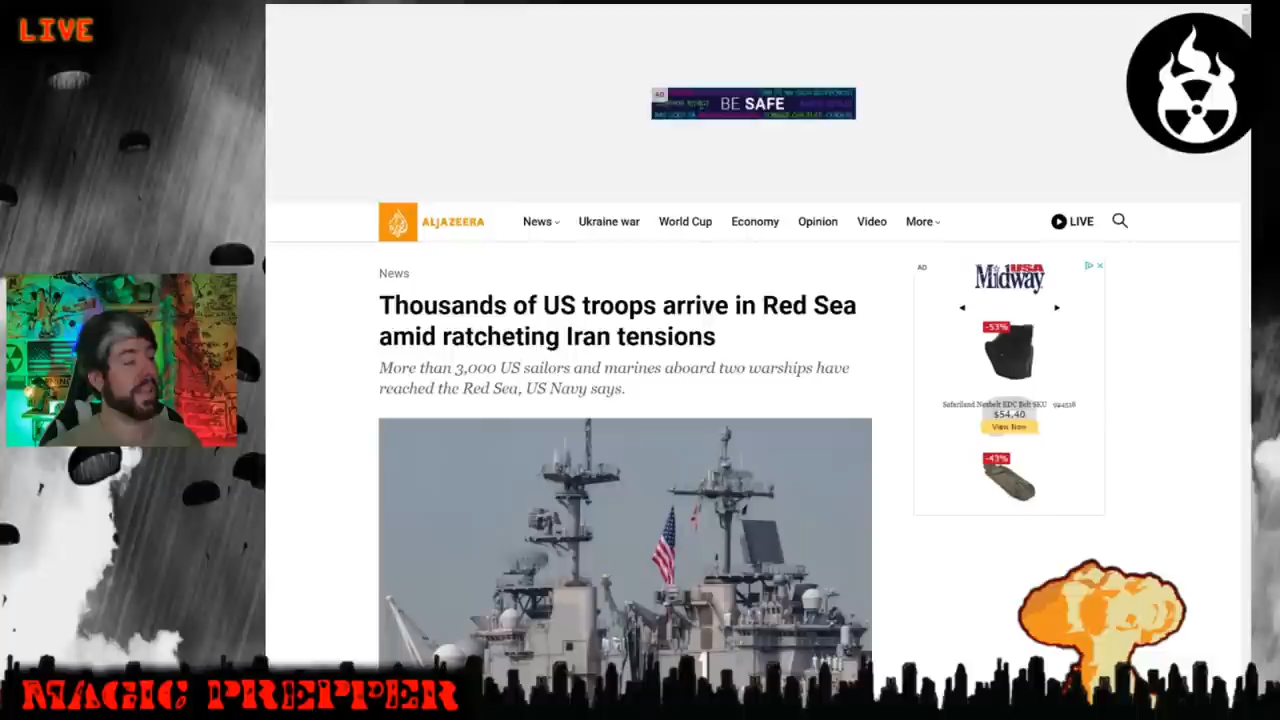 LIVE
AD
BE SAFE
ALJAZEERA
News
Ukraine war
World Cup
Economy
Opinion
Video
More
LIVE
News
Thousands of US troops arrive in Red Sea
amid ratcheting Iran tensions
More than 3,000 US sailors and marines aboard two warships have
reached the Red Sea, US Navy says.
AD
Midway USA
-53%
$54.40
View Now
-43%
MAGIC PREPPER